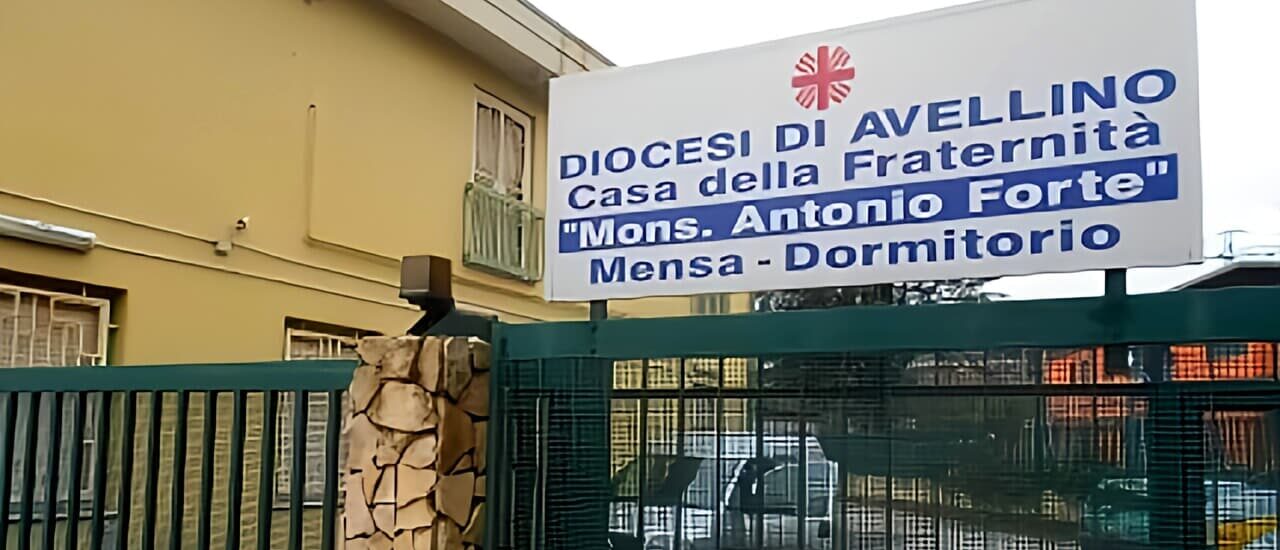 DIOCESI DI AVELLINO
Casa della Fraternità
"Mons. Antonio Forte"
Mensa - Dormitorio